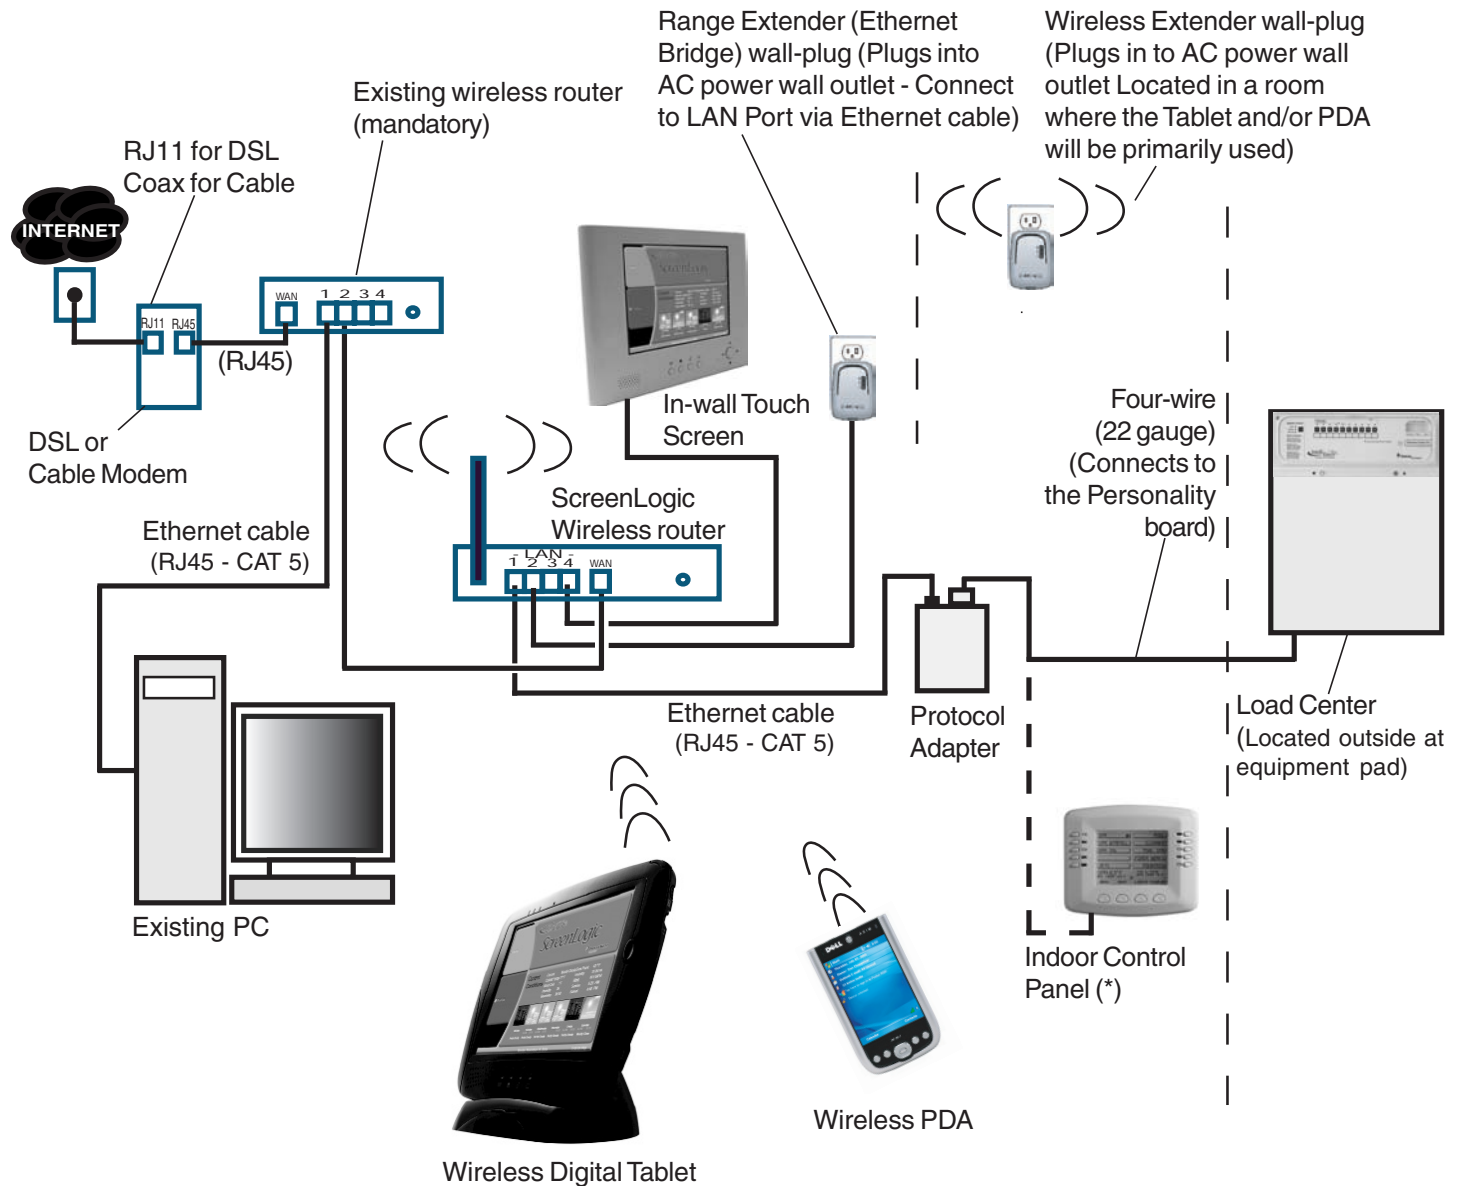 Range Extender (Ethernet
Bridge) wall-plug (Plugs into
AC power wall outlet - Connect
to LAN Port via Ethernet cable)
Wireless Extender wall-plug
(Plugs in to AC power wall
outlet Located in a room
where the Tablet and/or PDA
will be primarily used)
Existing wireless router
(mandatory)
RJ11 for DSL
Coax for Cable
INTERNET
WAN
1 2 3 4
RJ11 RJ45
(RJ45)
DSL or
Cable Modem
In-wall Touch
Screen
Four-wire
(22 gauge)
(Connects to
the Personality
board)
ScreenLogic
Wireless router
Ethernet cable
(RJ45 - CAT 5)
- LAN -
1 2 3 4
WAN
Ethernet cable
(RJ45 - CAT 5)
Protocol
Adapter
Load Center
(Located outside at
equipment pad)
Existing PC
ScreenLogic
DELL
Indoor Control
Panel (*)
Wireless PDA
Wireless Digital Tablet